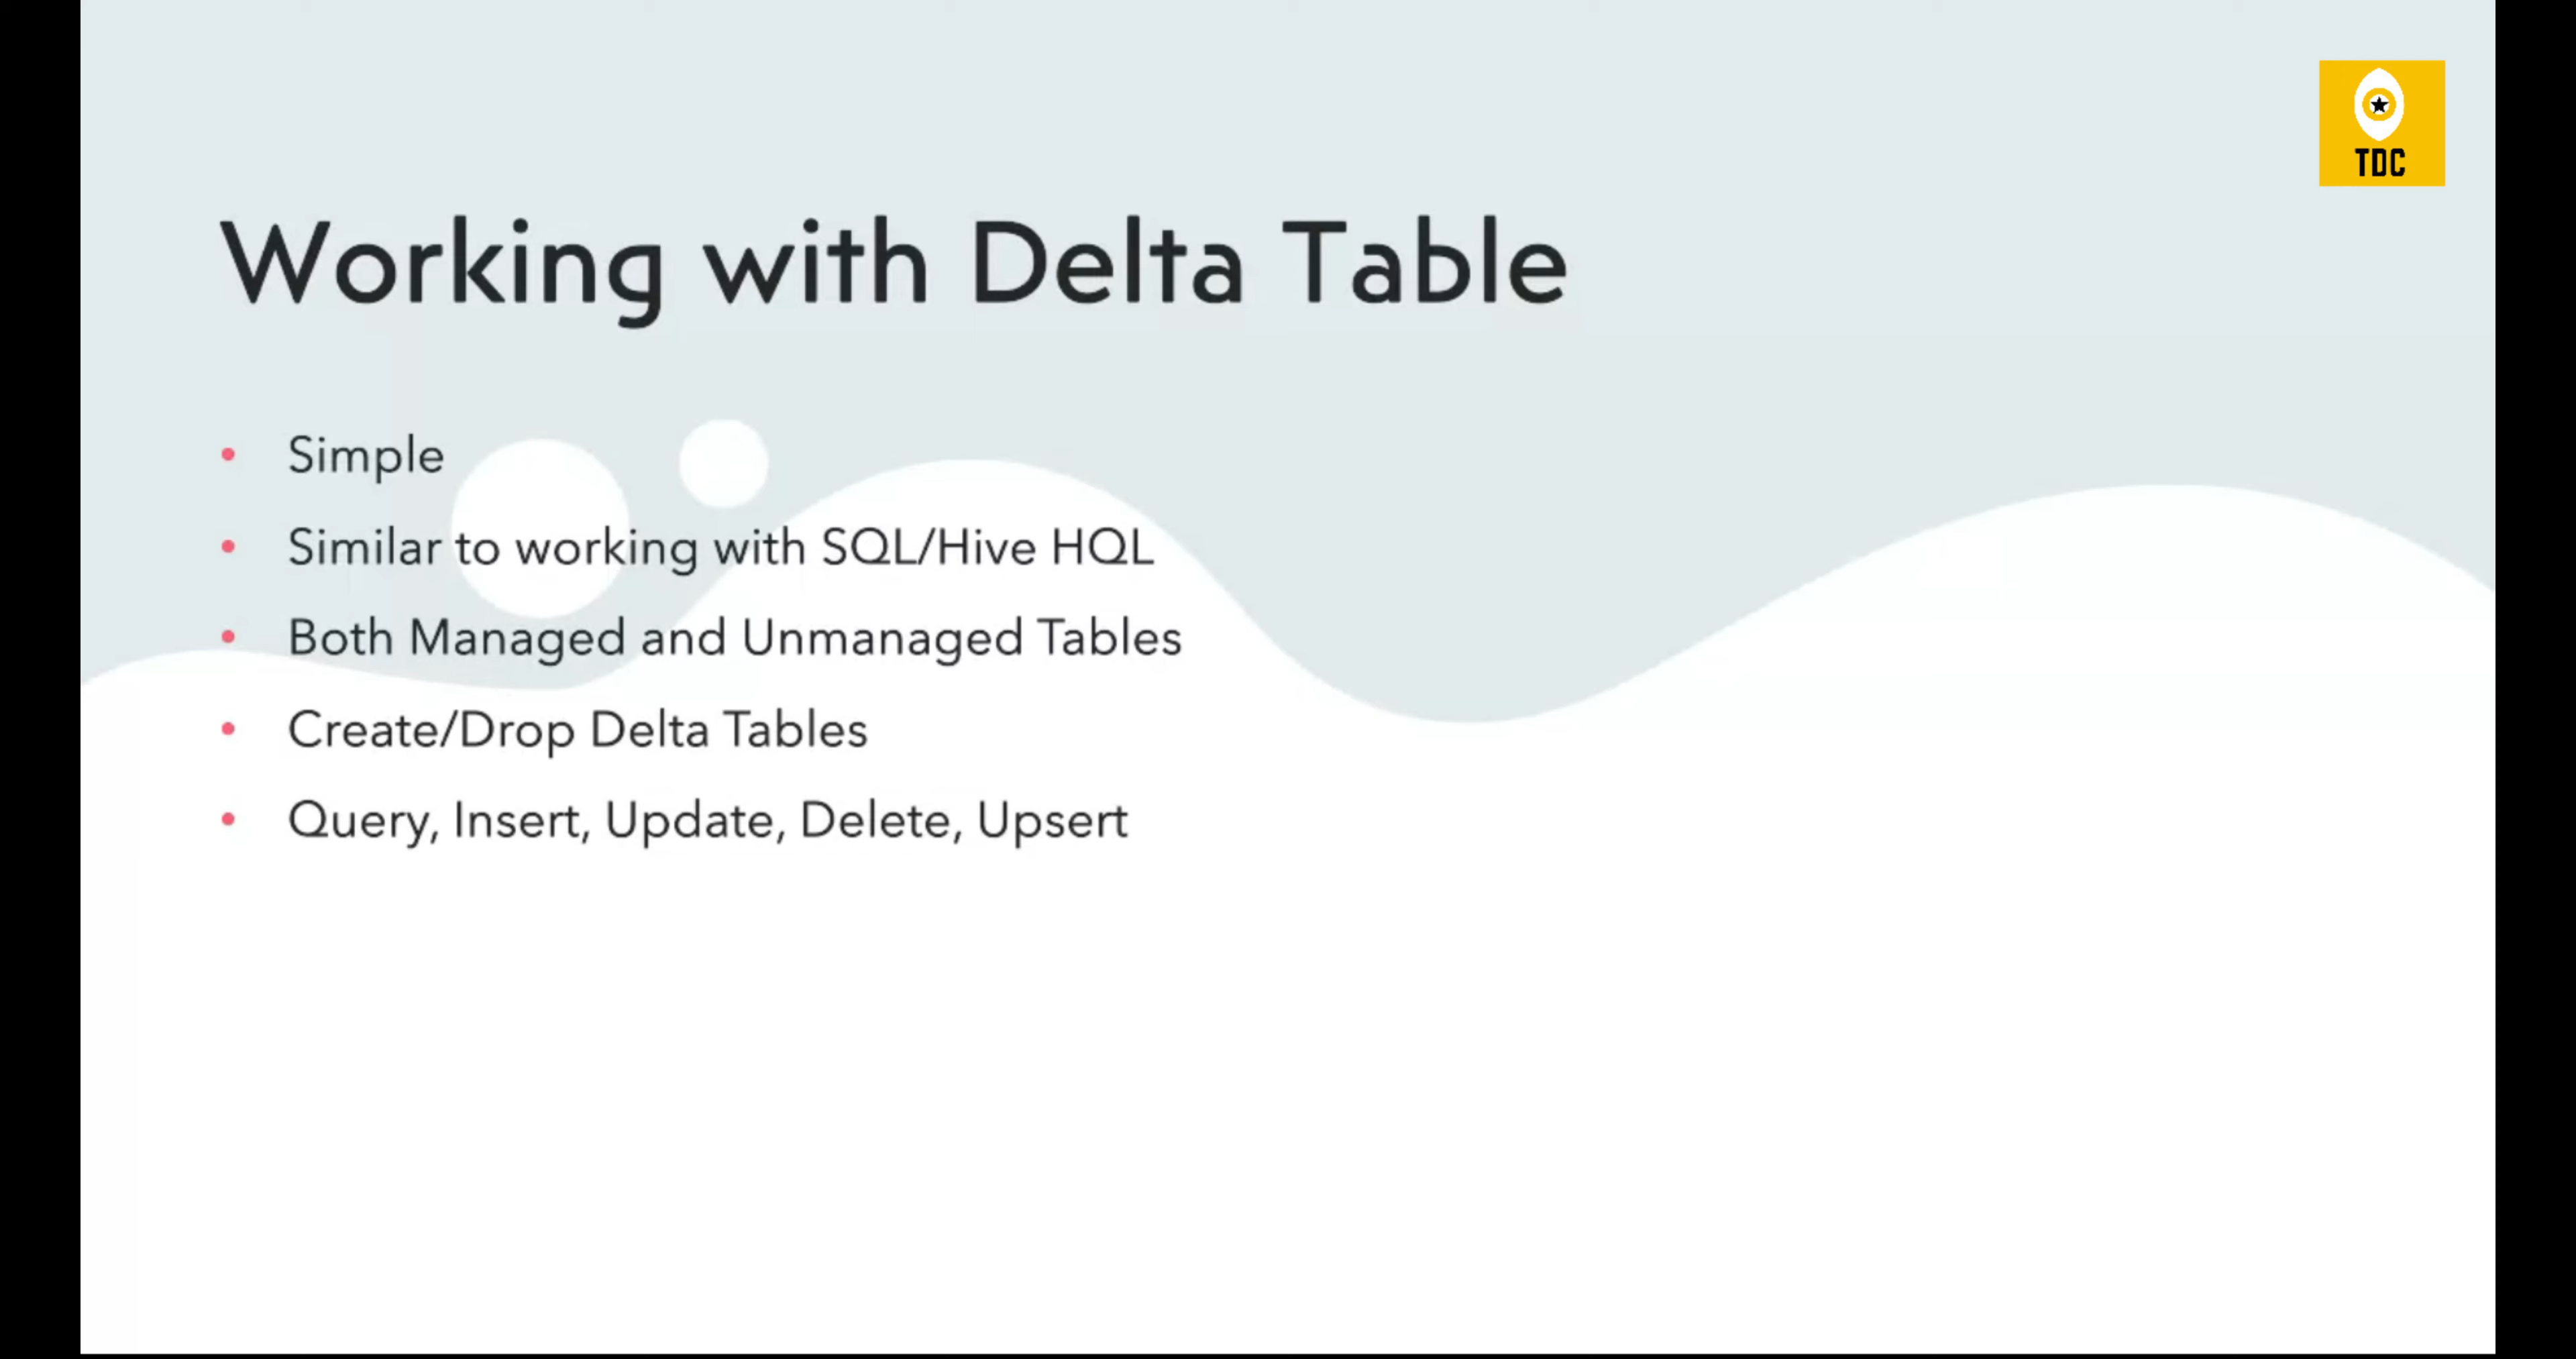 TDC
Working with Delta Table
Simple
Similar to working with SQL/Hive HQL
Both Managed and Unmanaged Tables
Create/Drop Delta Tables
Query, Insert, Update, Delete, Upsert